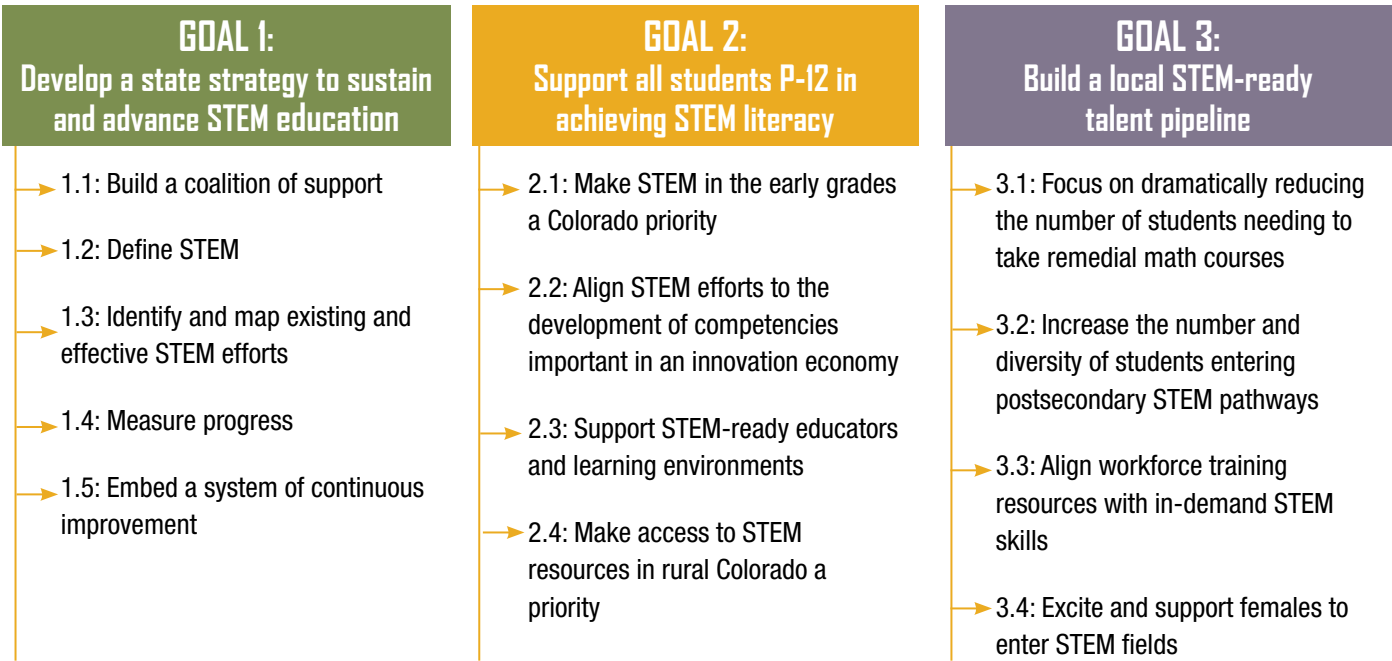 GOAL 1:
Develop a state strategy to sustain
and advance STEM education
1.1: Build a coalition of support
1.2: Define STEM
1.3: Identify and map existing and
effective STEM efforts
1.4: Measure progress
1.5: Embed a system of continuous
improvement
GOAL 2:
Support all students P-12 in
achieving STEM literacy
2.1: Make STEM in the early grades
a Colorado priority
2.2: Align STEM efforts to the
development of competencies
important in an innovation economy
2.3: Support STEM-ready educators
and learning environments
2.4: Make access to STEM
resources in rural Colorado a
priority
GOAL 3:
Build a local STEM-ready
talent pipeline
3.1: Focus on dramatically reducing
the number of students needing to
take remedial math courses
3.2: Increase the number and
diversity of students entering
postsecondary STEM pathways
3.3: Align workforce training
resources with in-demand STEM
skills
3.4: Excite and support females to
enter STEM fields